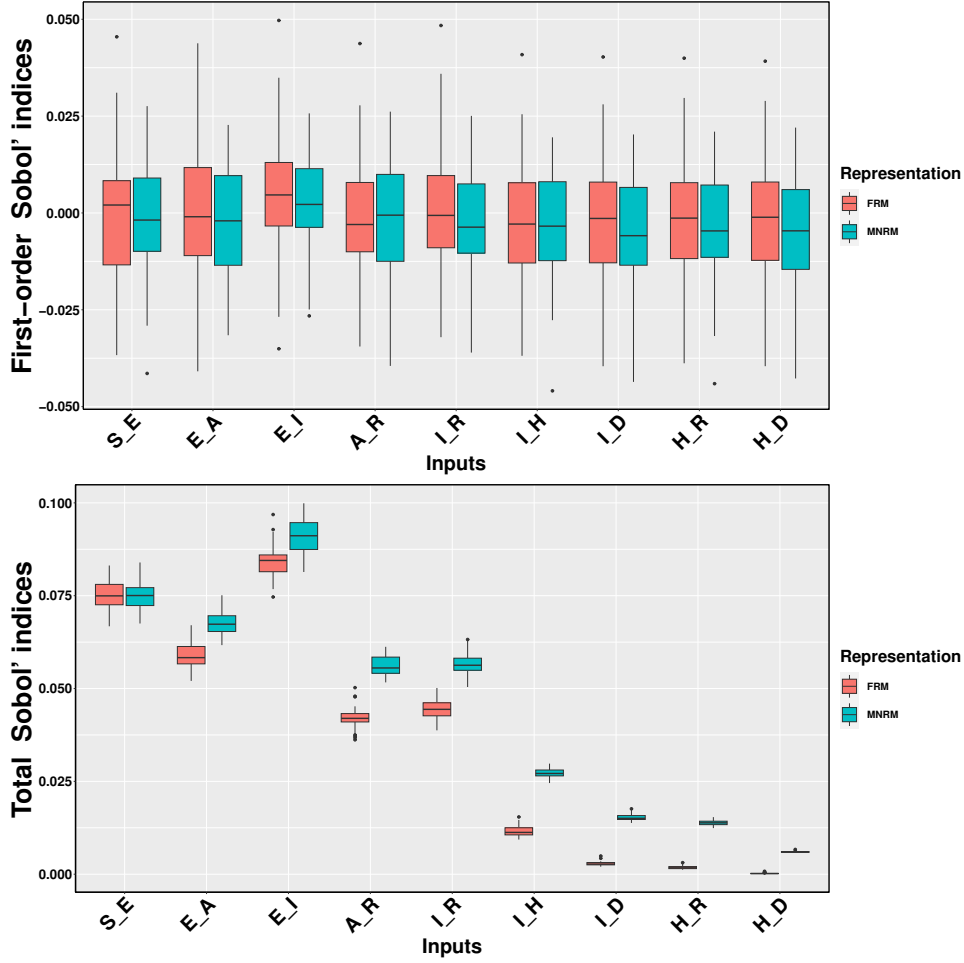 First−order Sobol’ indices
0.050
0.025
0.000
−0.025
−0.050
S_E E_A E_I A_R I_R I_H I_D H_R H_D
Inputs
Representation
FRM
MNRM
Total Sobol’ indices
0.100
0.075
0.050
0.025
0.000
S_E E_A E_I A_R I_R I_H I_D H_R H_D
Inputs
Representation
FRM
MNRM